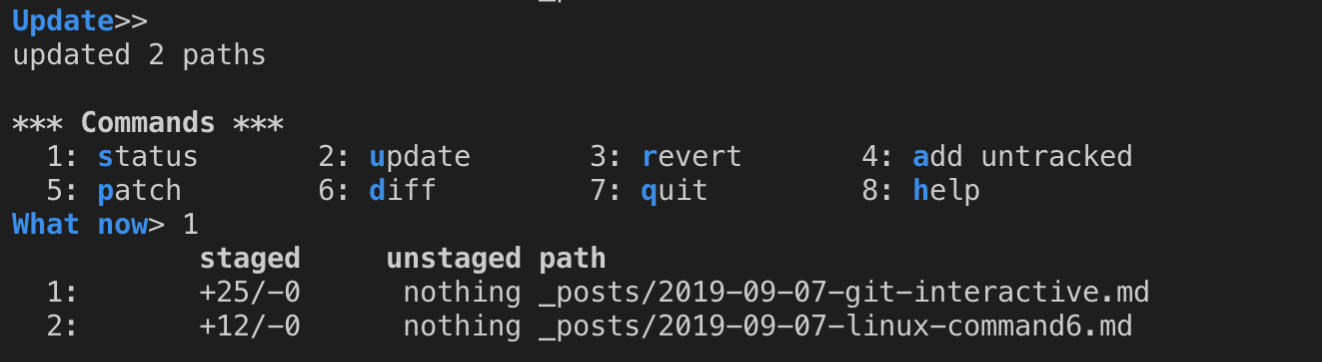 Update>>
updated 2 paths
*** Commands ***
1: status 2: update 3: revert 4: add untracked
5: patch 6: diff 7: quit 8: help
What now> 1
staged unstaged path
1: +25/-0 nothing _posts/2019-09-07-git-interactive.md
2: +12/-0 nothing _posts/2019-09-07-linux-command6.md